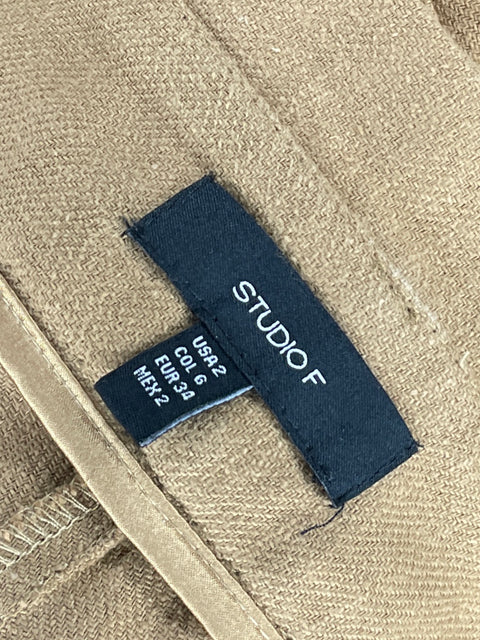 STUDIO F
USA 2
COL 6
EUR 34
MEX 2